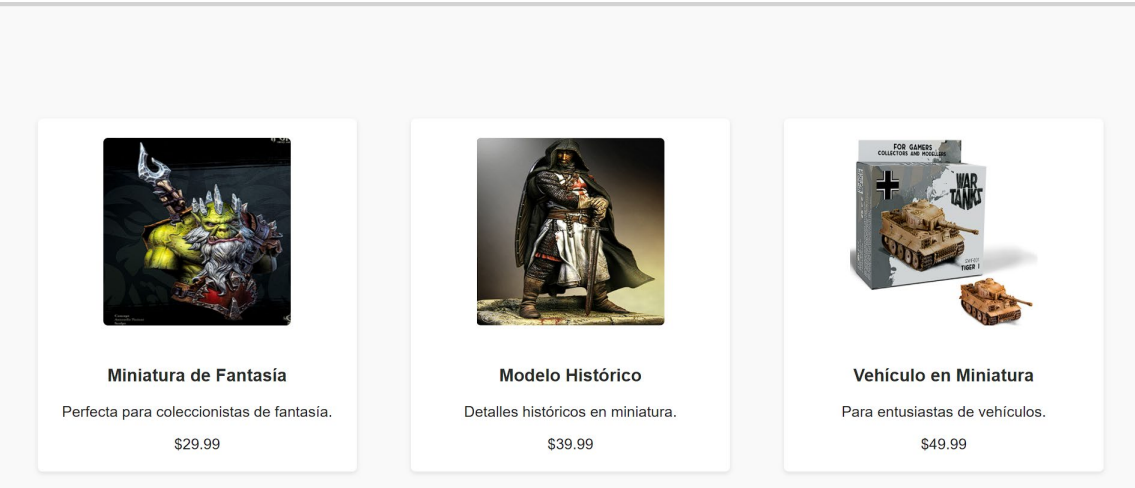 FOR GAMERS
COLLECTORS AND MODELLERS
WAR
TANKS
TIGER I
Miniatura de Fantasía
Modelo Histórico
Vehículo en Miniatura
Perfecta para coleccionistas de fantasía.
Detalles históricos en miniatura.
Para entusiastas de vehículos.
$29.99
$39.99
$49.99